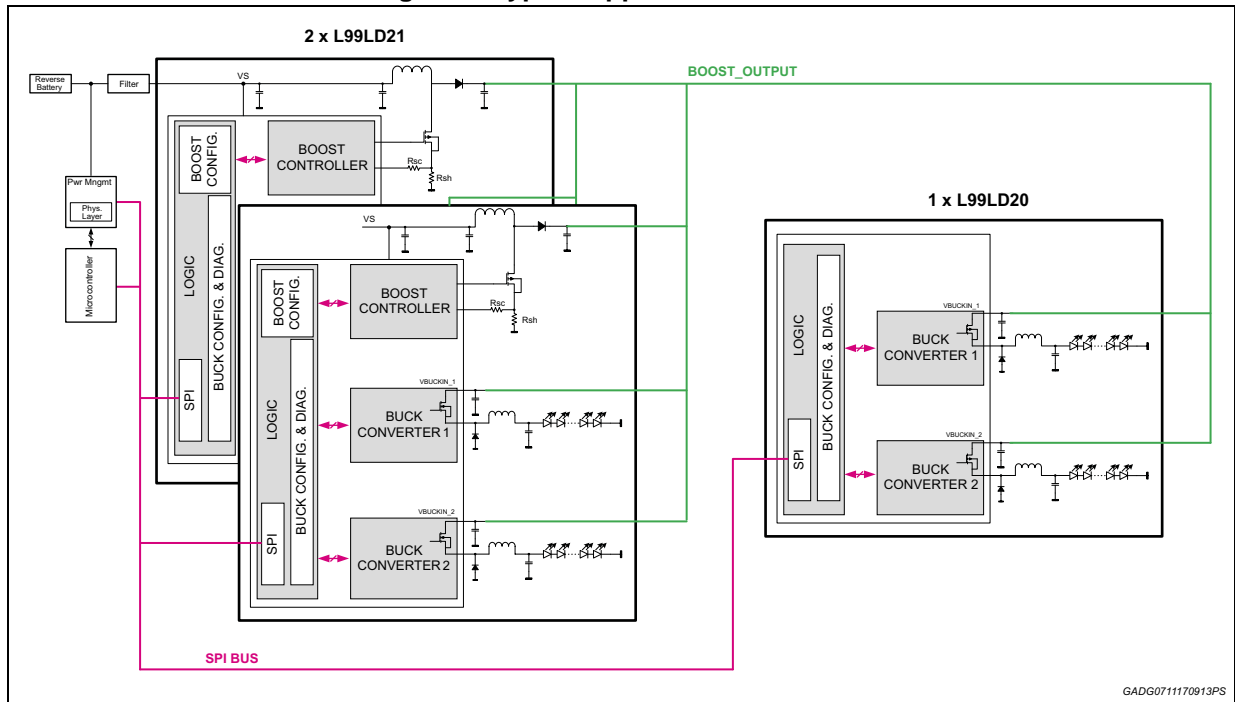 2 x L99LD21
Reverse
Battery
Filter
VS
BOOST_OUTPUT
LOGIC
BOOST
CONFIG.
BOOST
CONTROLLER
Rsc
Rsh
BUCK CONFIG. & DIAG.
SPI
Pwr Mngmt
Phys.
Layer
Microcontroller
VS
LOGIC
BOOST
CONFIG.
BOOST
CONTROLLER
Rsc
Rsh
BUCK CONFIG. & DIAG.
SPI
VBUCKIN_1
BUCK
CONVERTER 1
VBUCKIN_2
BUCK
CONVERTER 2
1 x L99LD20
LOGIC
BUCK CONFIG. & DIAG.
SPI
VBUCKIN_1
BUCK
CONVERTER 1
VBUCKIN_2
BUCK
CONVERTER 2
SPI BUS
GADG0711170913PS